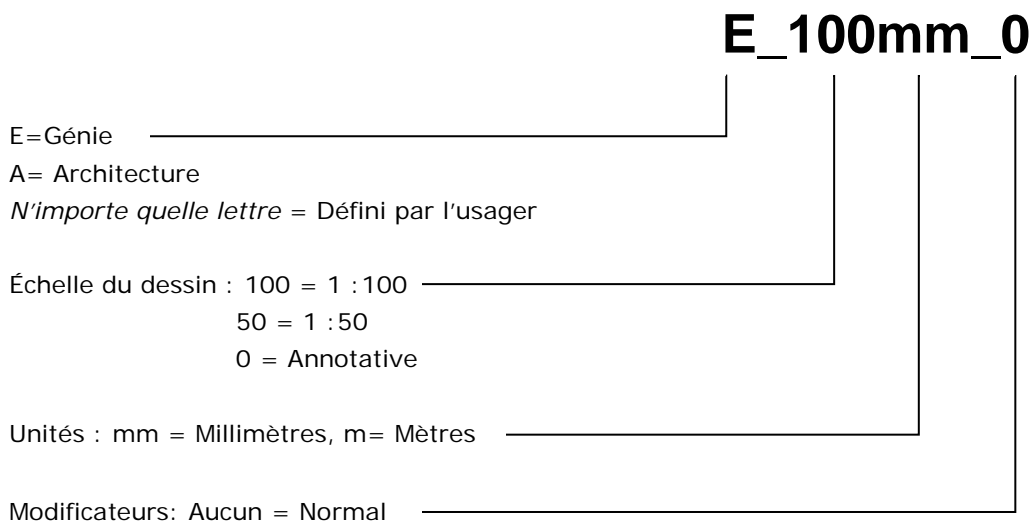 E_100mm_0
E=Génie
A= Architecture
N'importe quelle lettre = Défini par l'usager
Échelle du dessin : 100 = 1 :100
50 = 1 :50
0 = Annotative
Unités : mm = Millimètres, m= Mètres
Modificateurs: Aucun = Normal